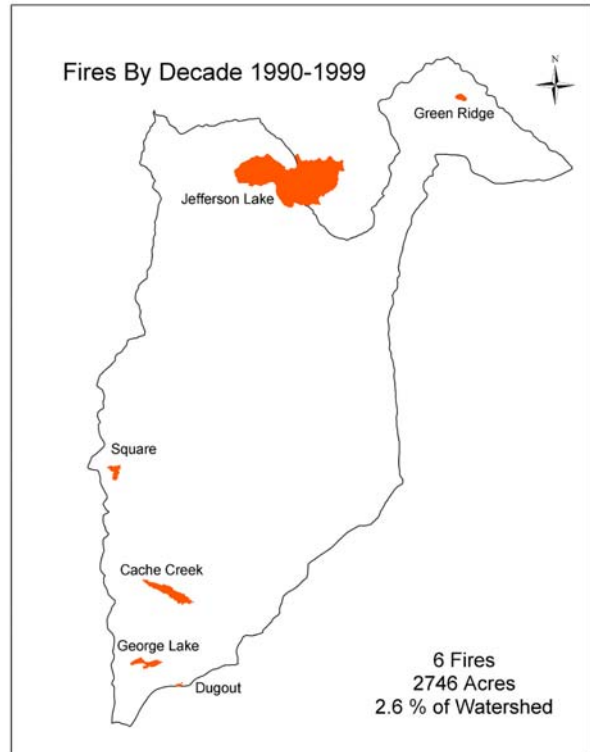 Fires By Decade 1990-1999
N
Green Ridge
Jefferson Lake
Square
Cache Creek
George Lake
Dugout
6 Fires
2746 Acres
2.6 % of Watershed